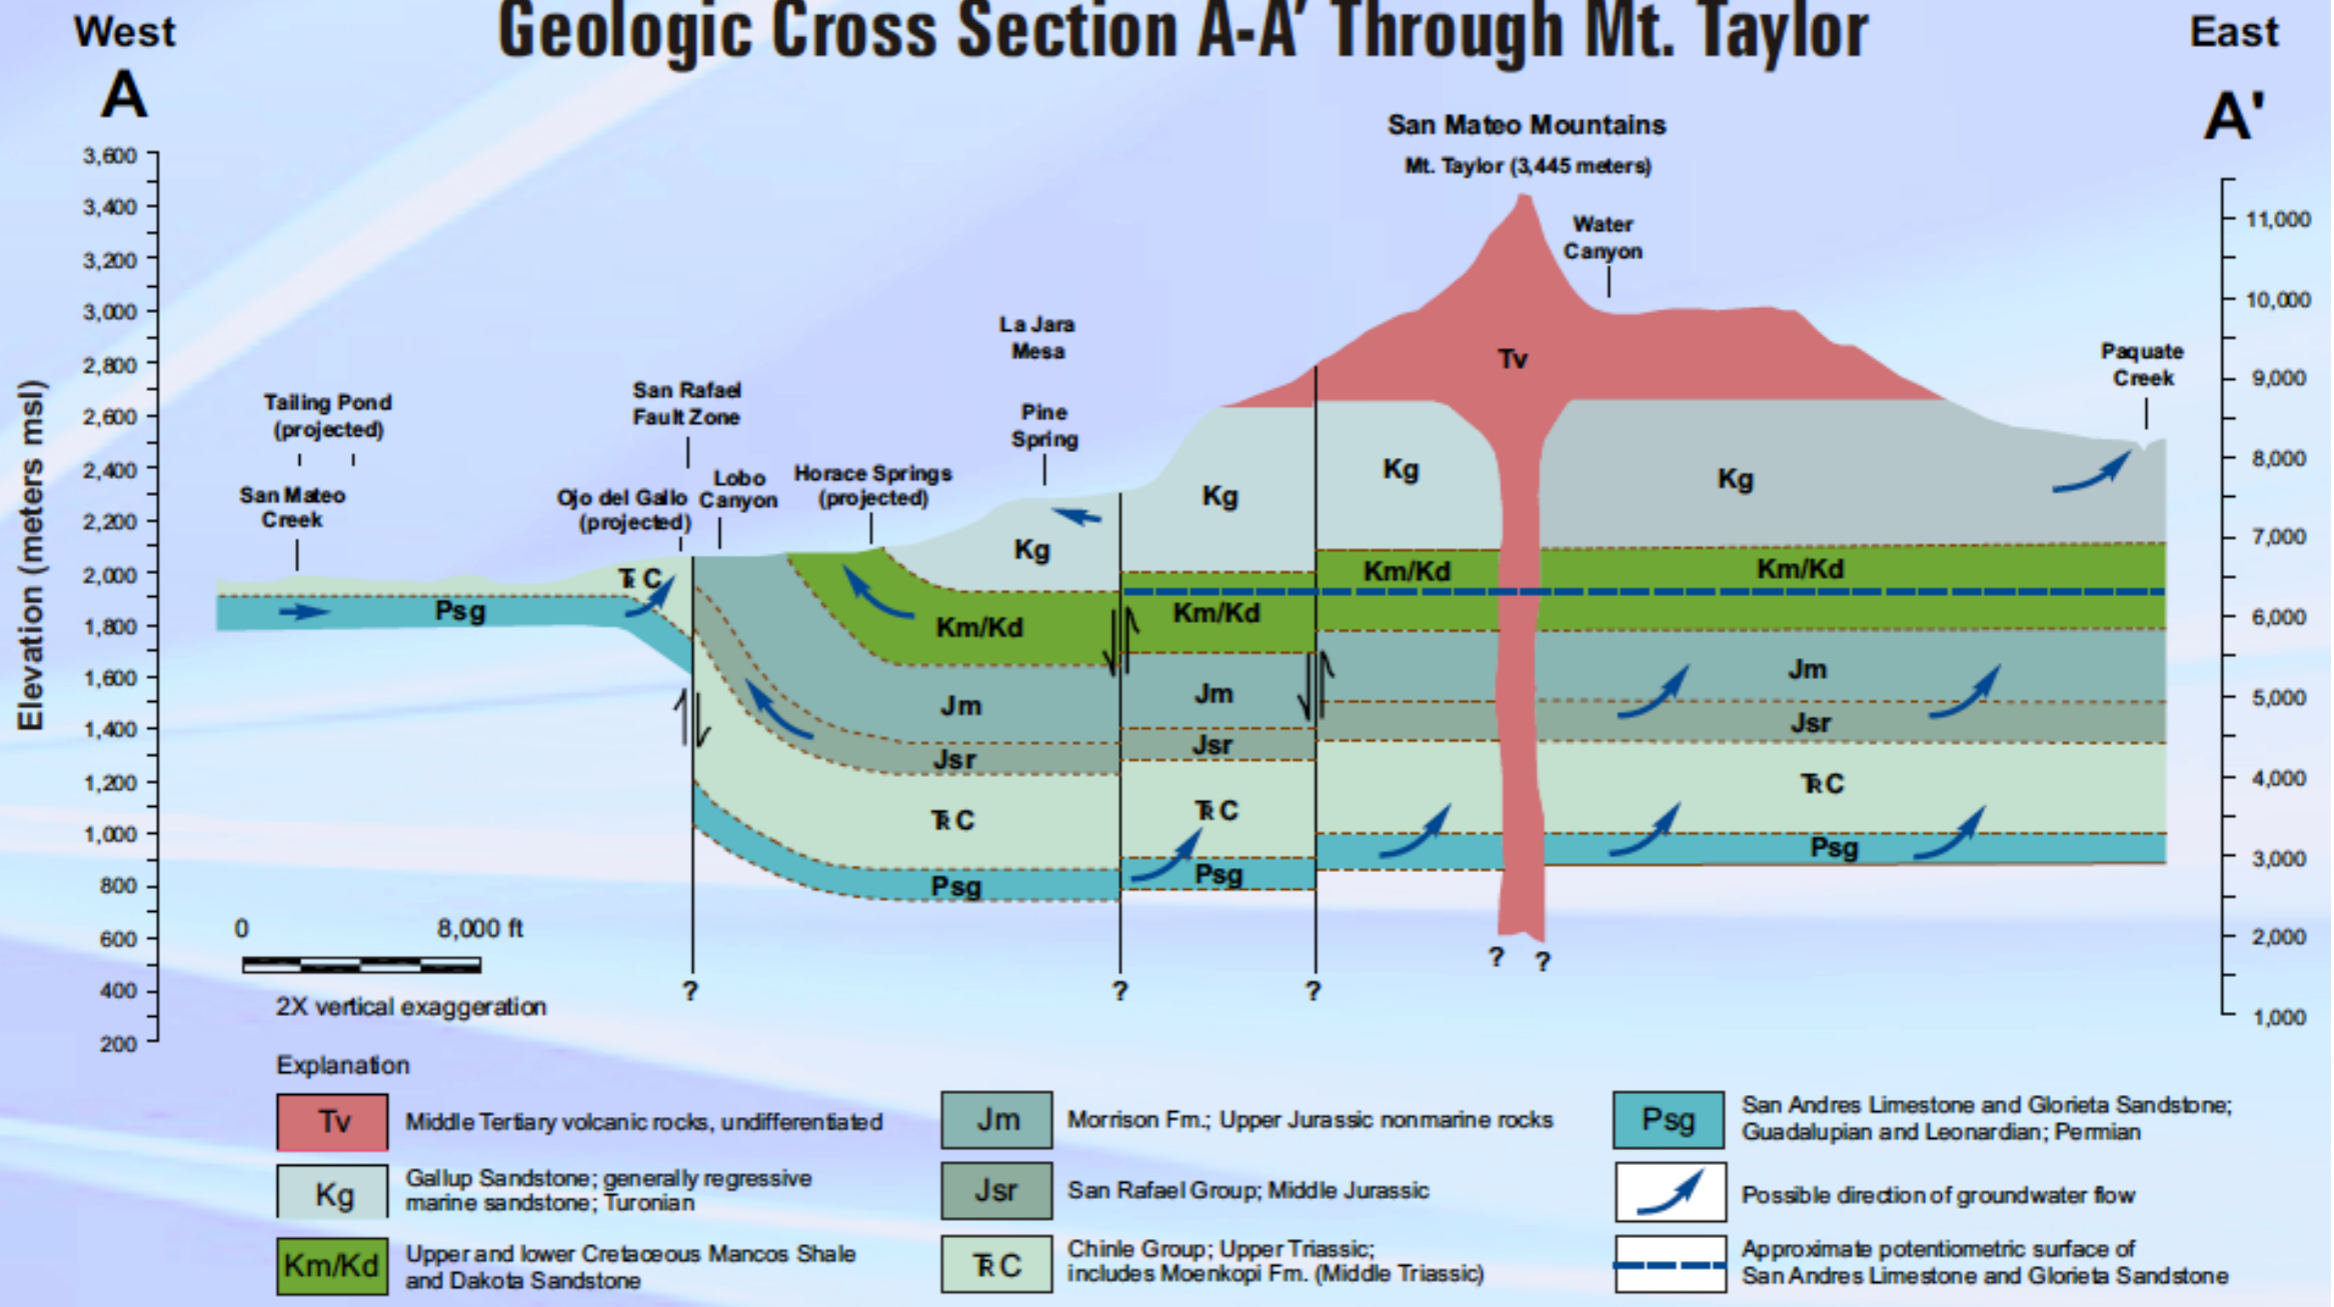 Geologic Cross Section A-A′ Through Mt. Taylor
West
East
A
A'
San Mateo Mountains
Mt. Taylor (3,445 meters)
Water
Canyon
La Jara
Mesa
Paquate
Creek
Tailing Pond
(projected)
San Rafael
Fault Zone
Pine
Spring
San Mateo
Creek
Ojo del Gallo
(projected)
Lobo
Canyon
Horace Springs
(projected)
Elevation (meters msl)
3,600
3,400
3,200
3,000
2,800
2,600
2,400
2,200
2,000
1,800
1,600
1,400
1,200
1,000
800
600
400
200
11,000
10,000
9,000
8,000
7,000
6,000
5,000
4,000
3,000
2,000
1,000
Tv
Kg
Kg
Kg
Kg
Km/Kd
Km/Kd
Km/Kd
Km/Kd
TRC
Psg
Jm
Jm
Jm
Jsr
Jsr
Jsr
TRC
TRC
TRC
Psg
Psg
Psg
? ? ? ? ?
0 8,000 ft
2X vertical exaggeration
Explanation
Tv Middle Tertiary volcanic rocks, undifferentiated
Kg Gallup Sandstone; generally regressive
marine sandstone; Turonian
Km/Kd Upper and lower Cretaceous Mancos Shale
and Dakota Sandstone
Jm Morrison Fm.; Upper Jurassic nonmarine rocks
Jsr San Rafael Group; Middle Jurassic
TRC Chinle Group; Upper Triassic;
includes Moenkopi Fm. (Middle Triassic)
Psg San Andres Limestone and Glorieta Sandstone;
Guadalupian and Leonardian; Permian
Possible direction of groundwater flow
Approximate potentiometric surface of
San Andres Limestone and Glorieta Sandstone